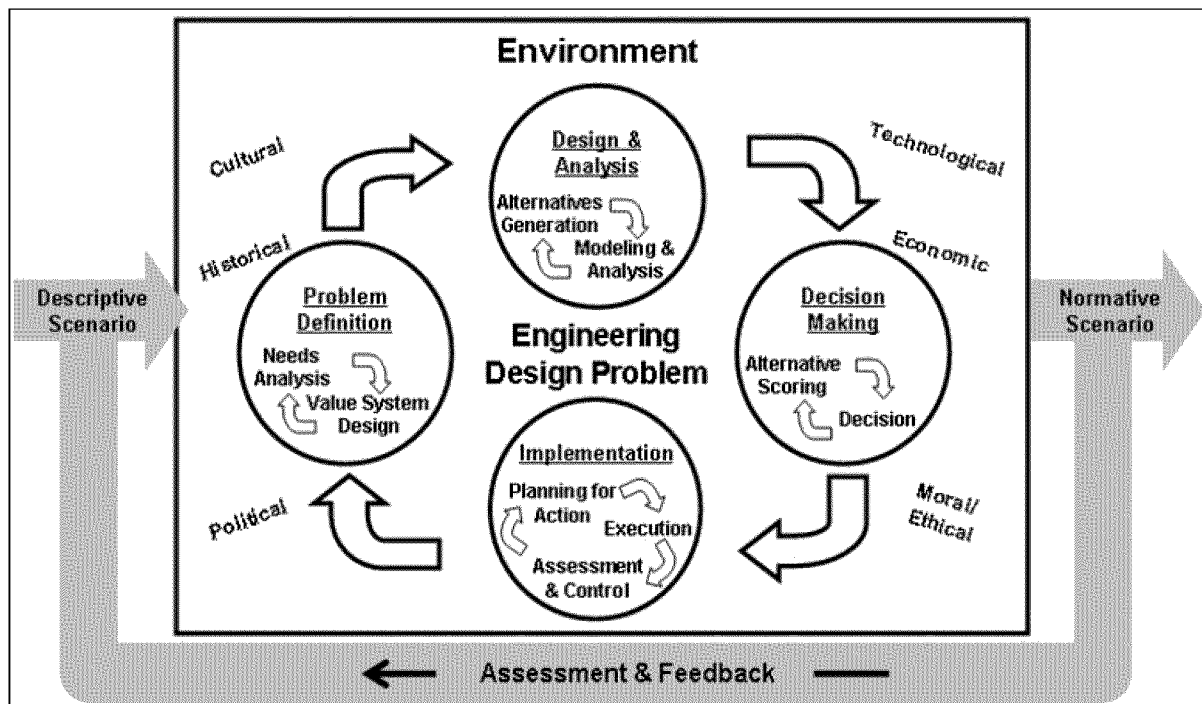 Environment
Cultural
Technological
Design &
Analysis
Alternatives
Generation
Modeling &
Analysis
Historical
Economic
Descriptive
Scenario
Problem
Definition
Needs
Analysis
Value System
Design
Engineering
Design Problem
Decision
Making
Alternative
Scoring
Decision
Normative
Scenario
Political
Implementation
Planning for
Action
Execution
Assessment
& Control
Moral/
Ethical
Assessment & Feedback